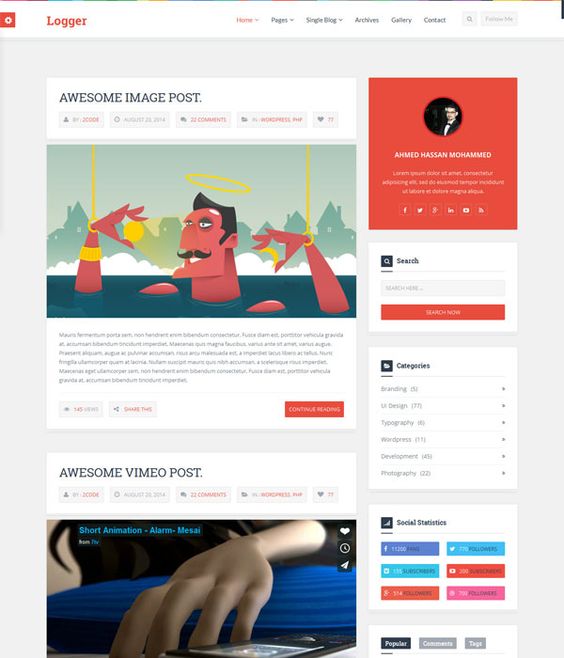 Logger
Home
Pages
Single Blog
Archives
Gallery
Contact
Follow Me
AWESOME IMAGE POST.
BY : 2CODE
AUGUST 20, 2014
22 COMMENTS
IN : WORDPRESS, PHP
77
Mauris fermentum porta sem, non hendrerit enim bibendum consectetur. Fusce diam est, porttitor vehicula gravida
at, accumsan bibendum tincidunt imperdiet. Maecenas quis magna faucibus, varius ante sit amet, varius augue.
Praesent aliquam, augue ac pulvinar accumsan, risus arcu malesuada est, a imperdiet lacus libero ac tellus. Nunc
fringilla ullamcorper quam at lacinia. Nullam suscipit mauris quis nibh accumsan, a scelerisque risus imperdiet.
Maecenas eget ullamcorper sem, non hendrerit enim bibendum consectetur. Fusce diam est, porttitor vehicula
gravida at, accumsan bibendum tincidunt imperdiet.
145 VIEWS
SHARE THIS
CONTINUE READING
AWESOME VIMEO POST.
BY : 2CODE
AUGUST 20, 2014
22 COMMENTS
IN : WORDPRESS, PHP
77
Short Animation - Alarm- Mesai
from
AHMED HASSAN MOHAMMED
Lorem ipsum dolor sit amet, consectetur
adipisicing elit, sed do eiusmod tempor incididunt
ut labore et dolore magna aliqua.
Search
SEARCH HERE ...
SEARCH NOW
Categories
Branding (5)
Ui Design (77)
Typography (6)
Wordpress (11)
Development (45)
Photography (22)
Social Statistics
11200 FANS
FOLLOWERS
SUBSCRIBERS
200 SUBSCRIBERS
514 FOLLOWERS
700 FOLLOWERS
Popular
Comments
Tags